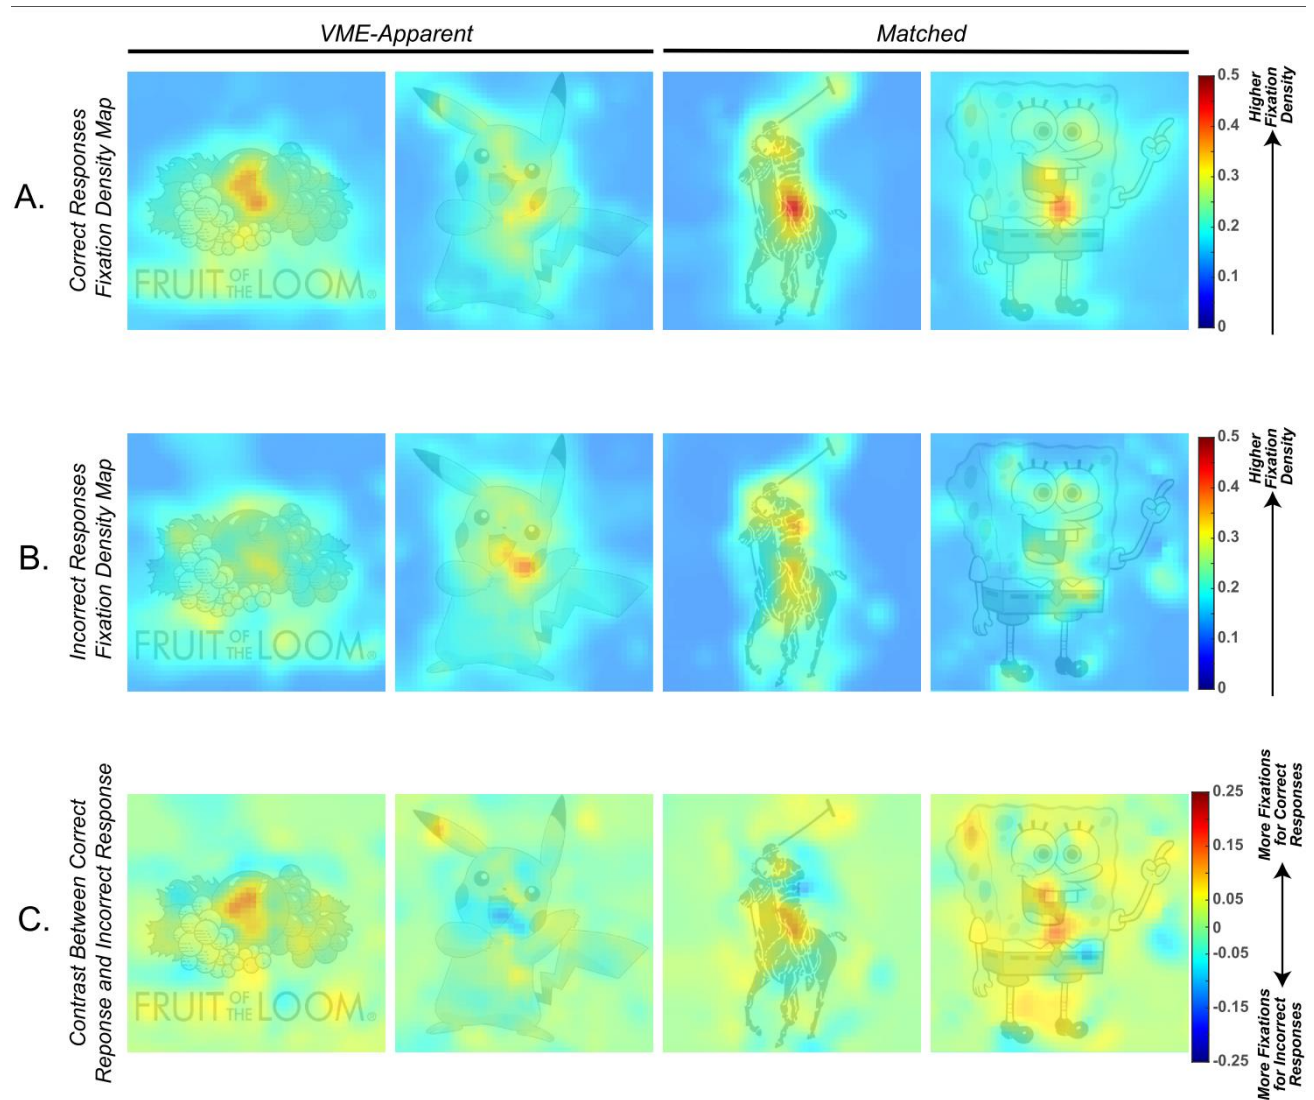 VME-Apparent
Matched
A.
Correct Responses
Fixation Density Map
FRUIT OF THE LOOM®
0.5
0.4
0.3
0.2
0.1
0
Higher
Fixation
Density
B.
Incorrect Responses
Fixation Density Map
FRUIT OF THE LOOM®
0.5
0.4
0.3
0.2
0.1
0
Higher
Fixation
Density
C.
Contrast Between Correct
Reponse and Incorrect Response
FRUIT OF THE LOOM®
0.25
0.15
0.05
0
-0.05
-0.15
-0.25
More Fixations
for Correct
Responses
More Fixations
for Incorrect
Responses